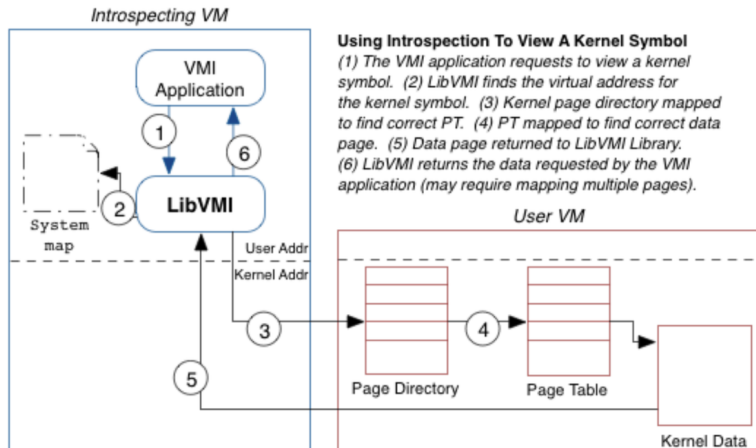 Introspecting VM
VMI
Application
1
6
LibVMI
2
System
map
User Addr
Kernel Addr
Using Introspection To View A Kernel Symbol
(1) The VMI application requests to view a kernel
symbol. (2) LibVMI finds the virtual address for
the kernel symbol. (3) Kernel page directory mapped
to find correct PT. (4) PT mapped to find correct data
page. (5) Data page returned to LibVMI Library.
(6) LibVMI returns the data requested by the VMI
application (may require mapping multiple pages).
User VM
3
4
5
Page Directory
Page Table
Kernel Data